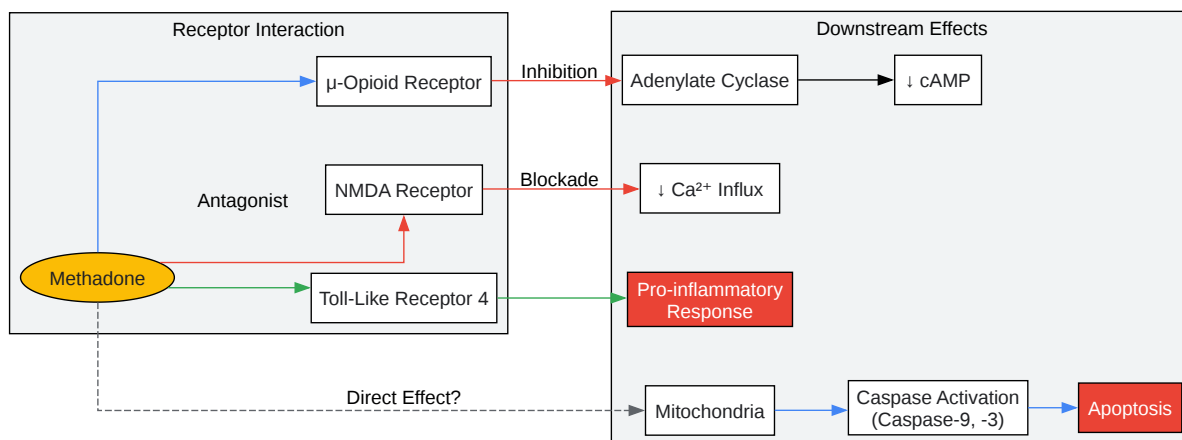 Receptor Interaction
Downstream Effects
μ-Opioid Receptor
Inhibition
Adenylate Cyclase
↓ cAMP
Antagonist
NMDA Receptor
Blockade
↓ Ca²⁺ Influx
Methadone
Toll-Like Receptor 4
Pro-inflammatory
Response
Direct Effect?
Mitochondria
Caspase Activation
(Caspase-9, -3)
Apoptosis